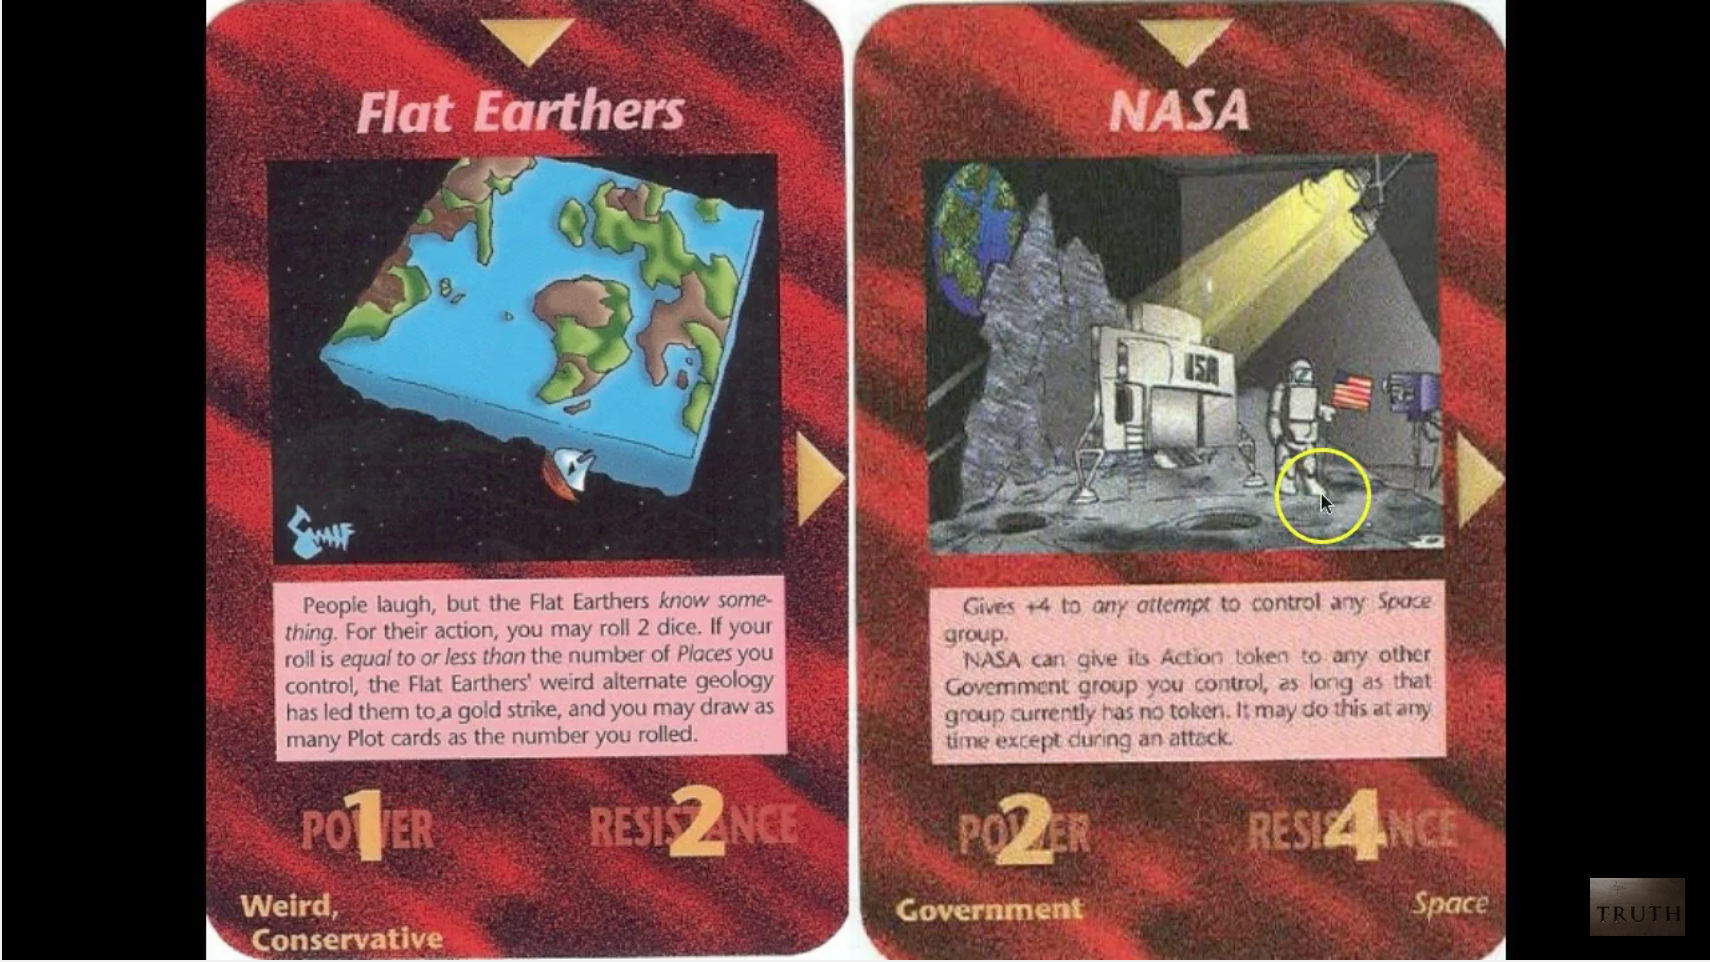 Flat Earthers
People laugh, but the Flat Earthers know some-
thing. For their action, you may roll 2 dice. If your
roll is equal to or less than the number of Places you
control, the Flat Earthers' weird alternate geology
has led them to a gold strike, and you may draw as
many Plot cards as the number you rolled.
POWER 1
RESISTANCE 2
Weird,
Conservative
NASA
ISA
Gives +4 to any attempt to control any Space
group.
NASA can give its Action token to any other
Government group you control, as long as that
group currently has no token. It may do this at any
time except during an attack.
POWER 2
RESISTANCE 4
Government
Space
TRUTH